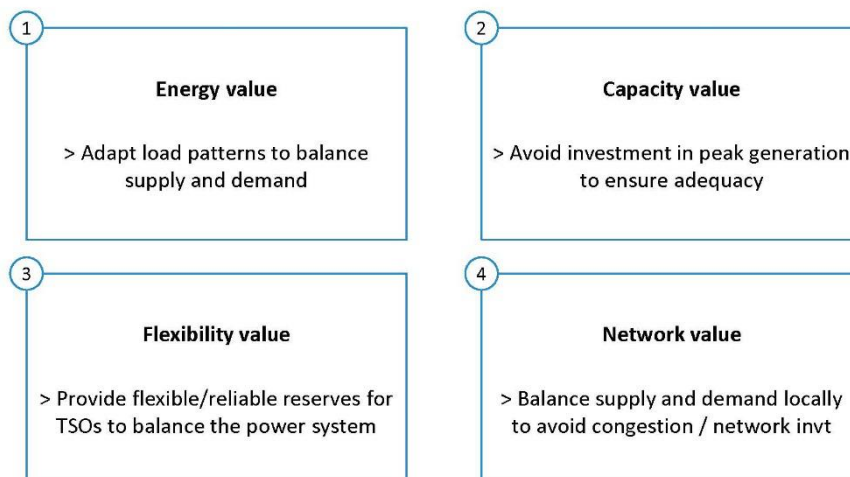 1
Energy value
> Adapt load patterns to balance
supply and demand
2
Capacity value
> Avoid investment in peak generation
to ensure adequacy
3
Flexibility value
> Provide flexible/reliable reserves for
TSOs to balance the power system
4
Network value
> Balance supply and demand locally
to avoid congestion / network invt